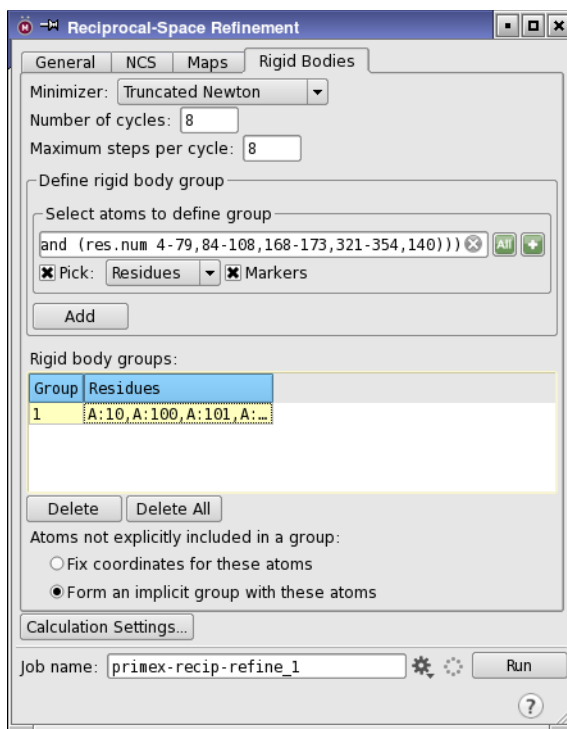 Reciprocal-Space Refinement
General NCS Maps Rigid Bodies
Minimizer: Truncated Newton
Number of cycles: 8
Maximum steps per cycle: 8
Define rigid body group
Select atoms to define group
and (res.num 4-79,84-108,168-173,321-354,140))) All
Pick: Residues Markers
Add
Rigid body groups:
Group Residues
1 A:10,A:100,A:101,A:...
Delete Delete All
Atoms not explicitly included in a group:
Fix coordinates for these atoms
Form an implicit group with these atoms
Calculation Settings...
Job name: primex-recip-refine_1 Run
?